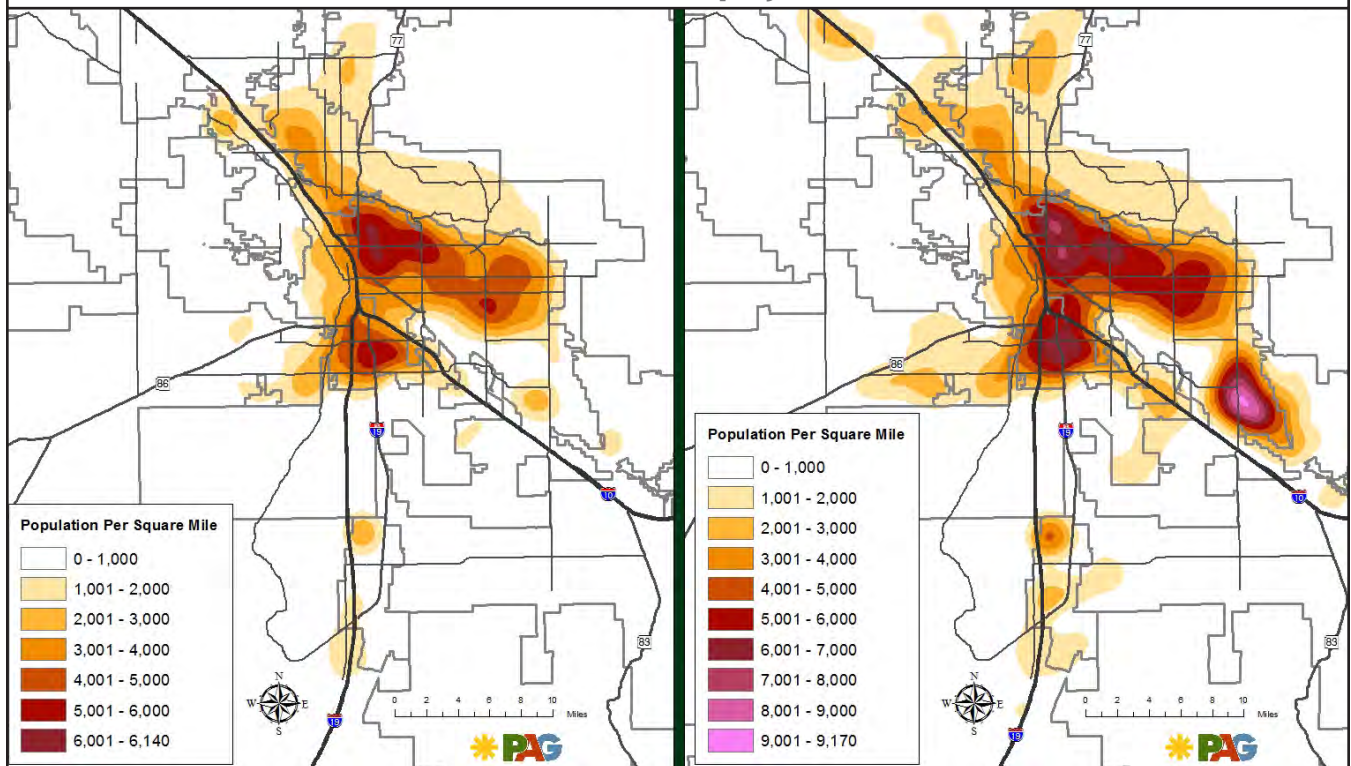 77
86
19
10
83
19
Population Per Square Mile
0 - 1,000
1,001 - 2,000
2,001 - 3,000
3,001 - 4,000
4,001 - 5,000
5,001 - 6,000
6,001 - 6,140
N
W E
S
0 2 4 6 8 10
Miles
PAG
77
86
19
10
83
19
Population Per Square Mile
0 - 1,000
1,001 - 2,000
2,001 - 3,000
3,001 - 4,000
4,001 - 5,000
5,001 - 6,000
6,001 - 7,000
7,001 - 8,000
8,001 - 9,000
9,001 - 9,170
N
W E
S
0 2 4 6 8 10
Miles
PAG